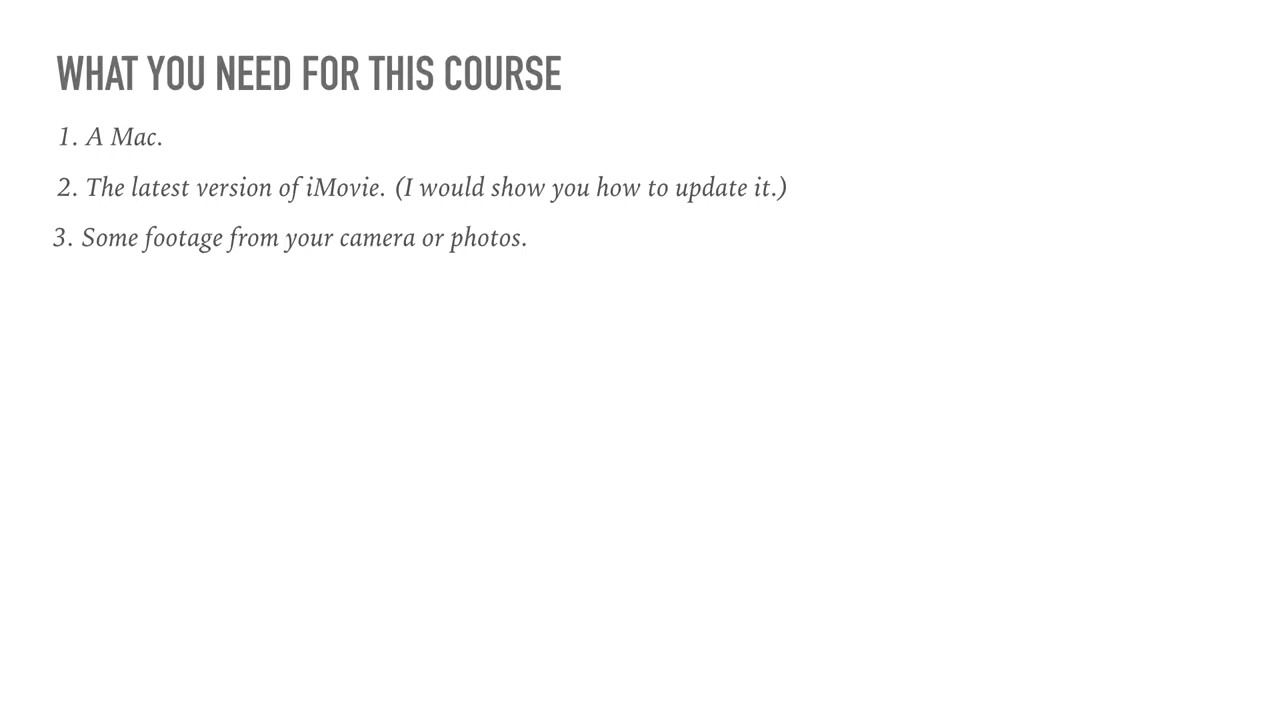 WHAT YOU NEED FOR THIS COURSE
1. A Mac.
2. The latest version of iMovie. (I would show you how to update it.)
3. Some footage from your camera or photos.